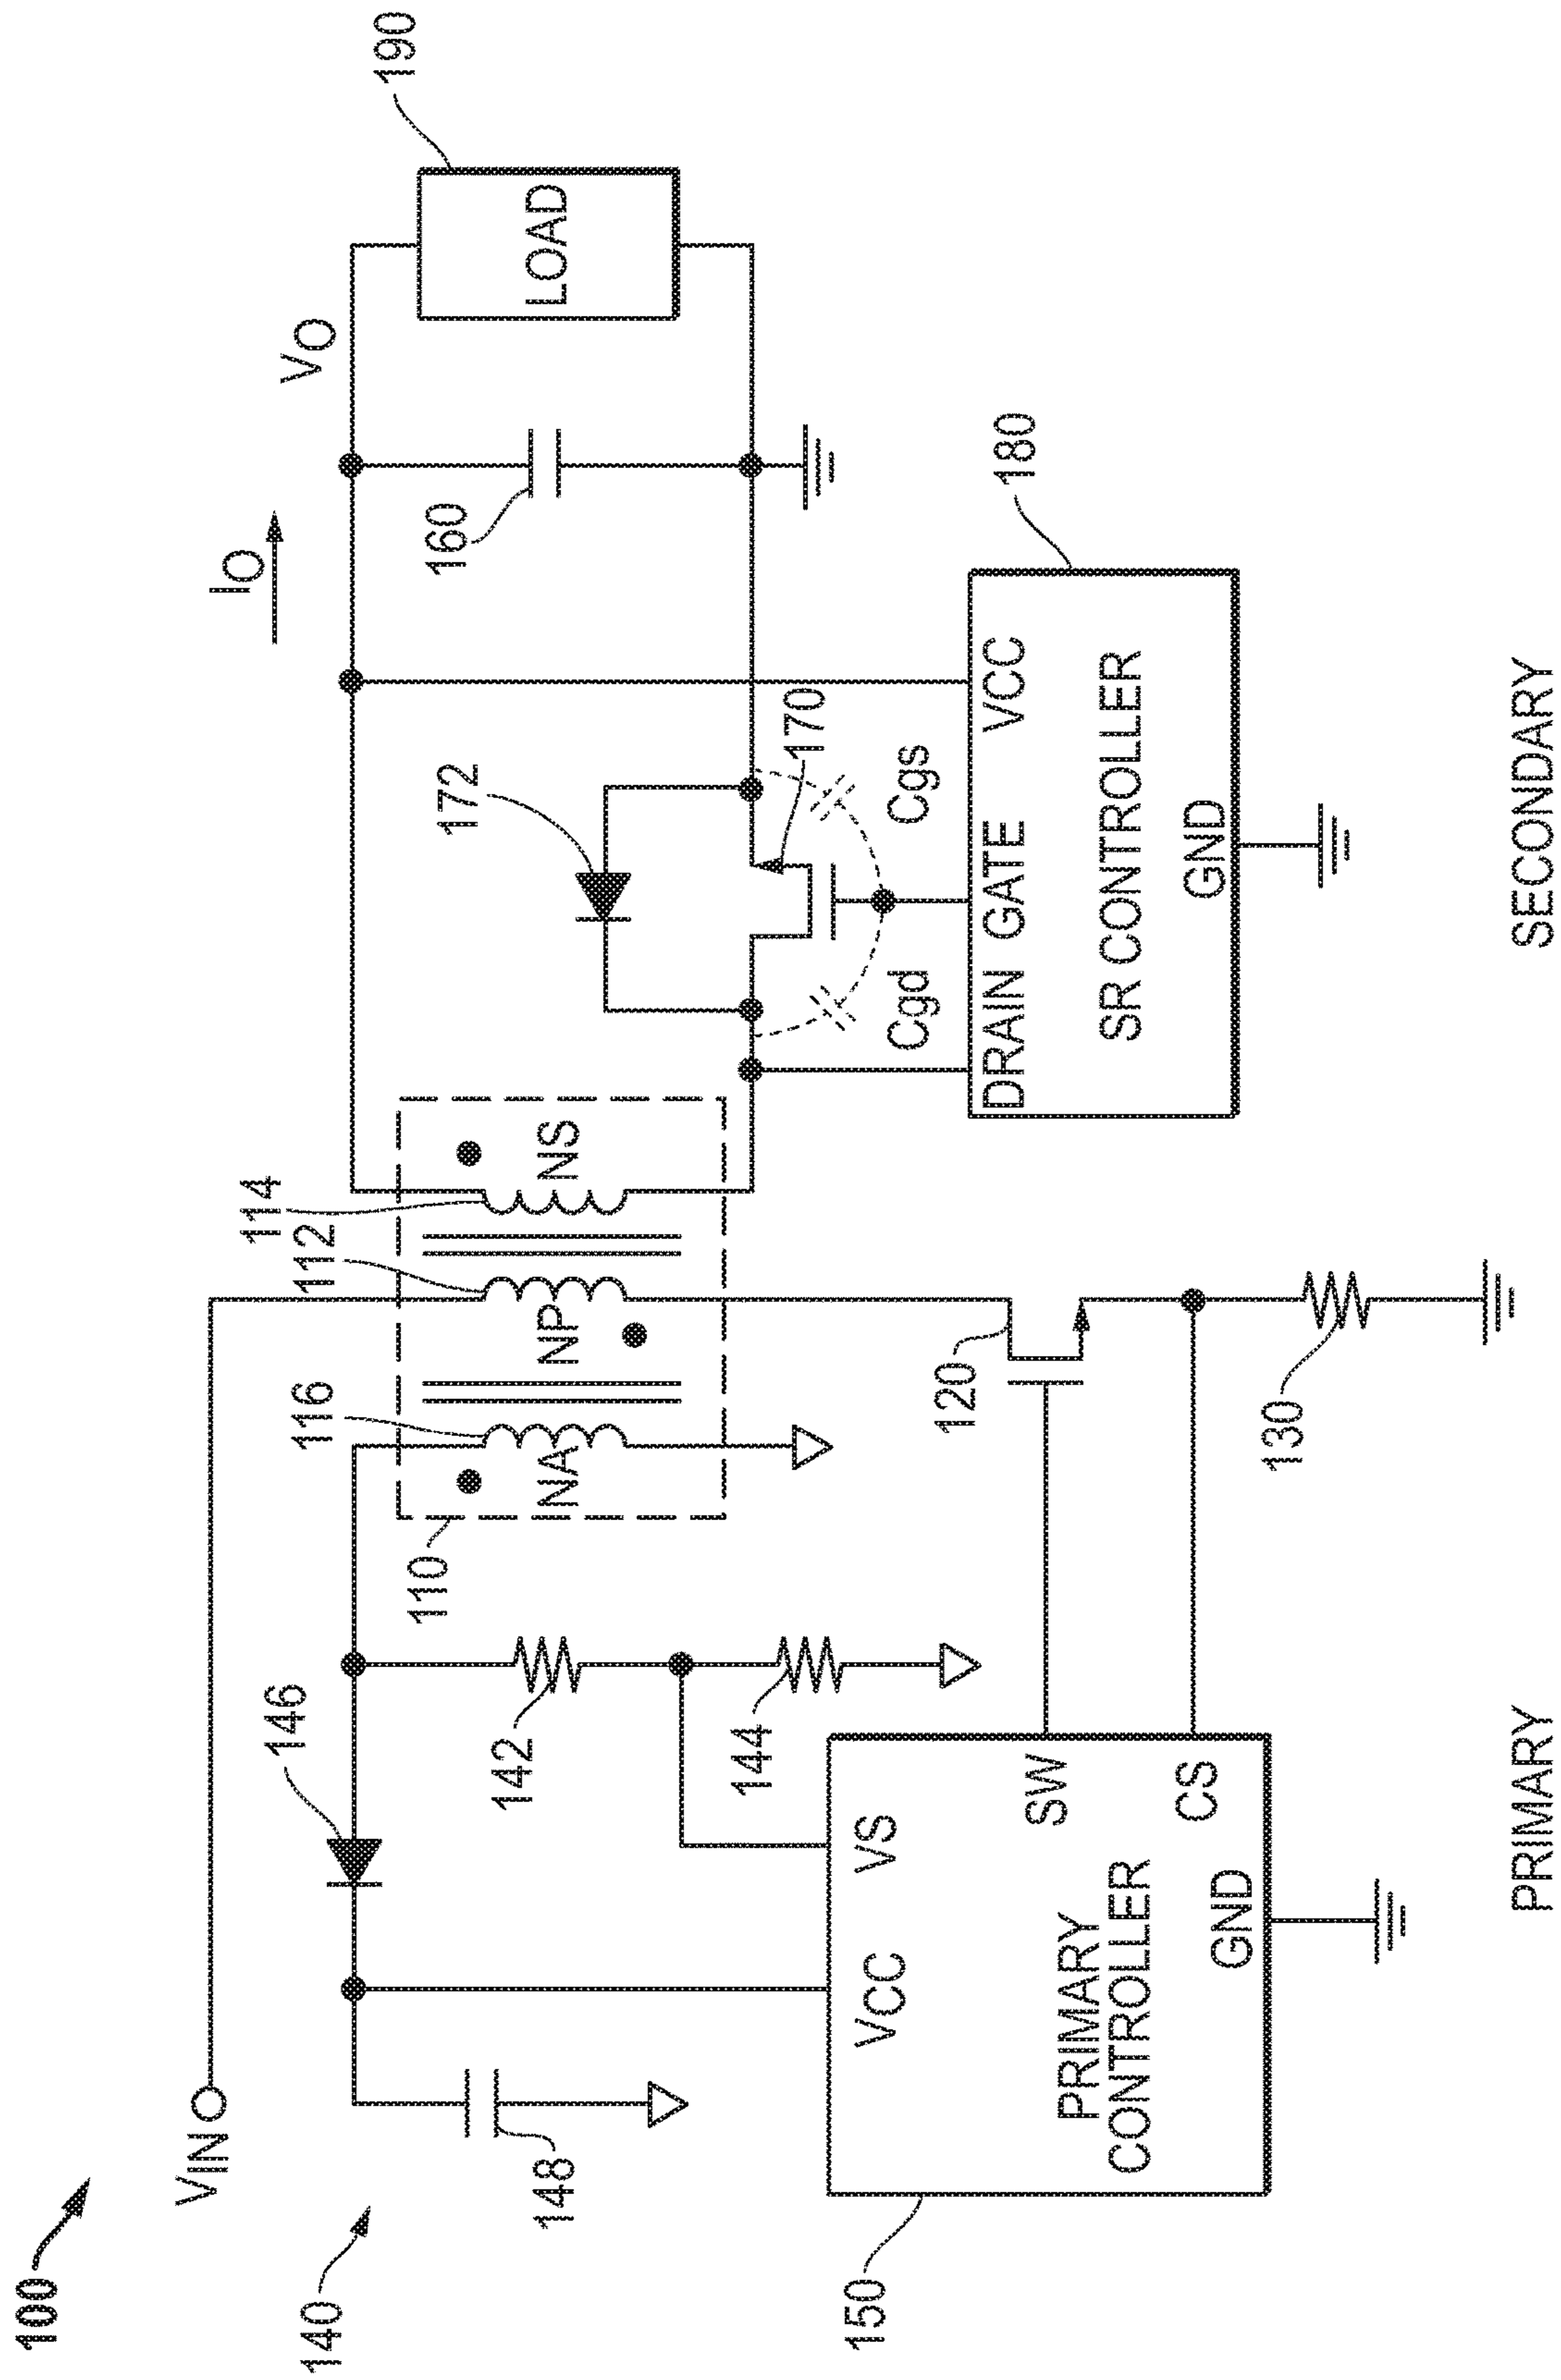 100
140
VIN
148
146
142
144
150
VCC
VS
PRIMARY
CONTROLLER
SW
CS
GND
PRIMARY
110
116
112
114
NA
NP
NS
120
130
IO
VO
172
160
170
Cgd
Cgs
DRAIN GATE VCC
SR CONTROLLER
GND
180
LOAD
190
SECONDARY